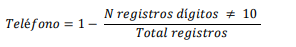 Teléfono = 1 − N registros dígitos ≠ 10 / Total registros